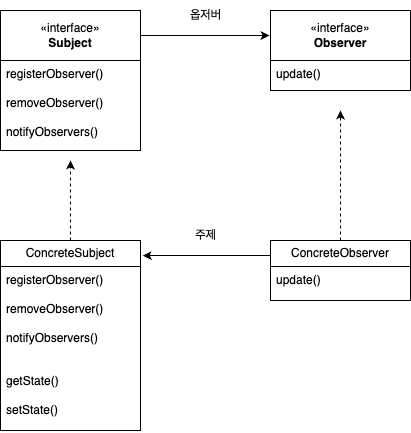 «interface»
Subject
registerObserver()
removeObserver()
notifyObservers()
옵저버
«interface»
Observer
update()
ConcreteSubject
registerObserver()
removeObserver()
notifyObservers()
getState()
setState()
주제
ConcreteObserver
update()